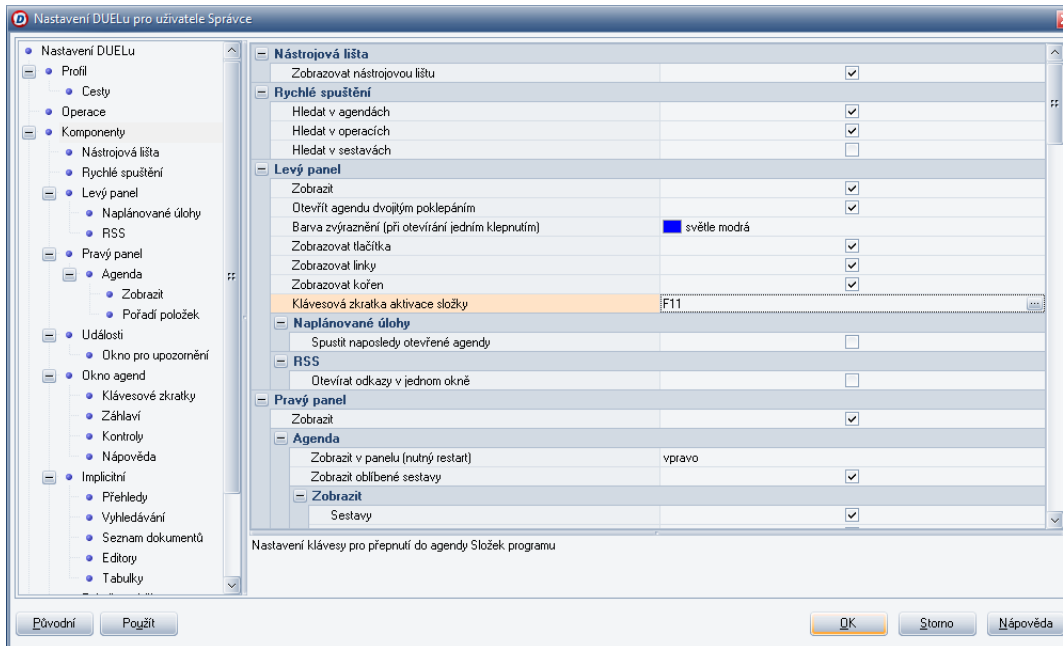 Nastavení DUELu pro uživatele Správce
Nastavení DUELu
Profil
Cesty
Operace
Komponenty
Nástrojová lišta
Rychlé spuštění
Levý panel
Naplánované úlohy
RSS
Pravý panel
Agenda
Zobrazit
Pořadí položek
Události
Okno pro upozornění
Okno agend
Klávesové zkratky
Záhlaví
Kontroly
Nápověda
Implicitní
Přehledy
Vyhledávání
Seznam dokumentů
Editory
Tabulky
Nástrojová lišta
Zobrazovat nástrojovou lištu
Rychlé spuštění
Hledat v agendách
Hledat v operacích
Hledat v sestavách
Levý panel
Zobrazit
Otevřít agendu dvojitým poklepáním
Barva zvýraznění (při otevírání jedním klepnutím) světle modrá
Zobrazovat tlačítka
Zobrazovat linky
Zobrazovat kořen
Klávesová zkratka aktivace složky F11 ...
Naplánované úlohy
Spustit naposledy otevřené agendy
RSS
Otevírat odkazy v jednom okně
Pravý panel
Zobrazit
Agenda
Zobrazit v panelu (nutný restart) vpravo
Zobrazit oblíbené sestavy
Zobrazit
Sestavy
Nastavení klávesy pro přepnutí do agendy Složek programu
Původní Použít OK Storno Nápověda